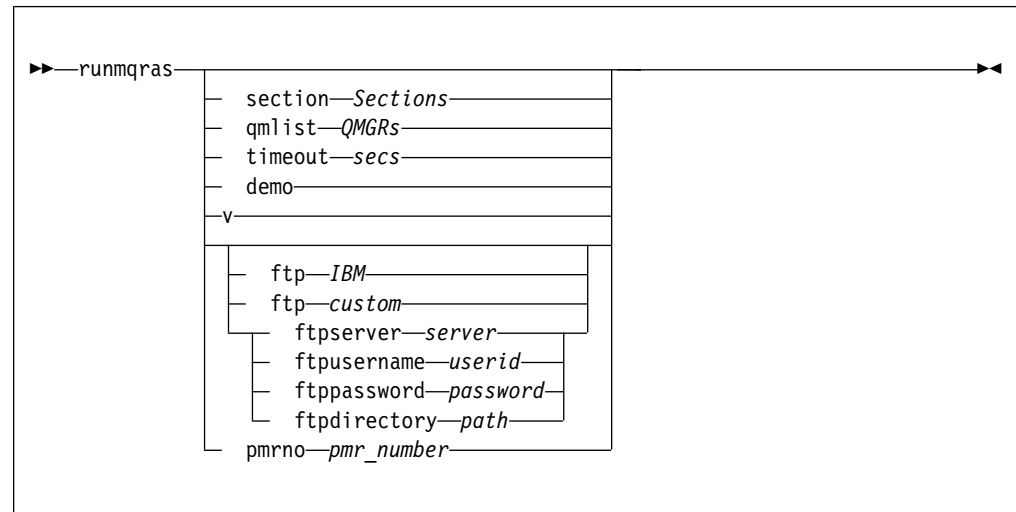 runmqras
section Sections
qmlist QMGRs
timeout secs
demo
v
ftp IBM
ftp custom
ftpserver server
ftpusername userid
ftppassword password
ftpdirectory path
pmrno pmr_number